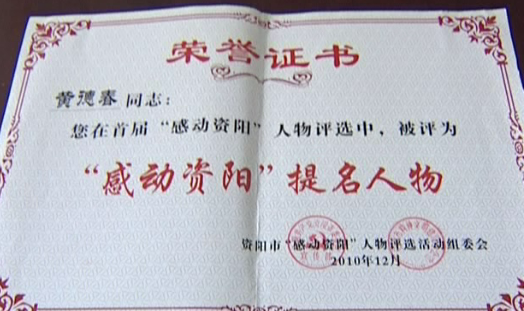 荣誉证书
黄德春 同志：
您在首届“感动资阳”人物评选中，被评为
“感动资阳”提名人物
资阳市“感动资阳”人物评选活动组委会
2010年12月